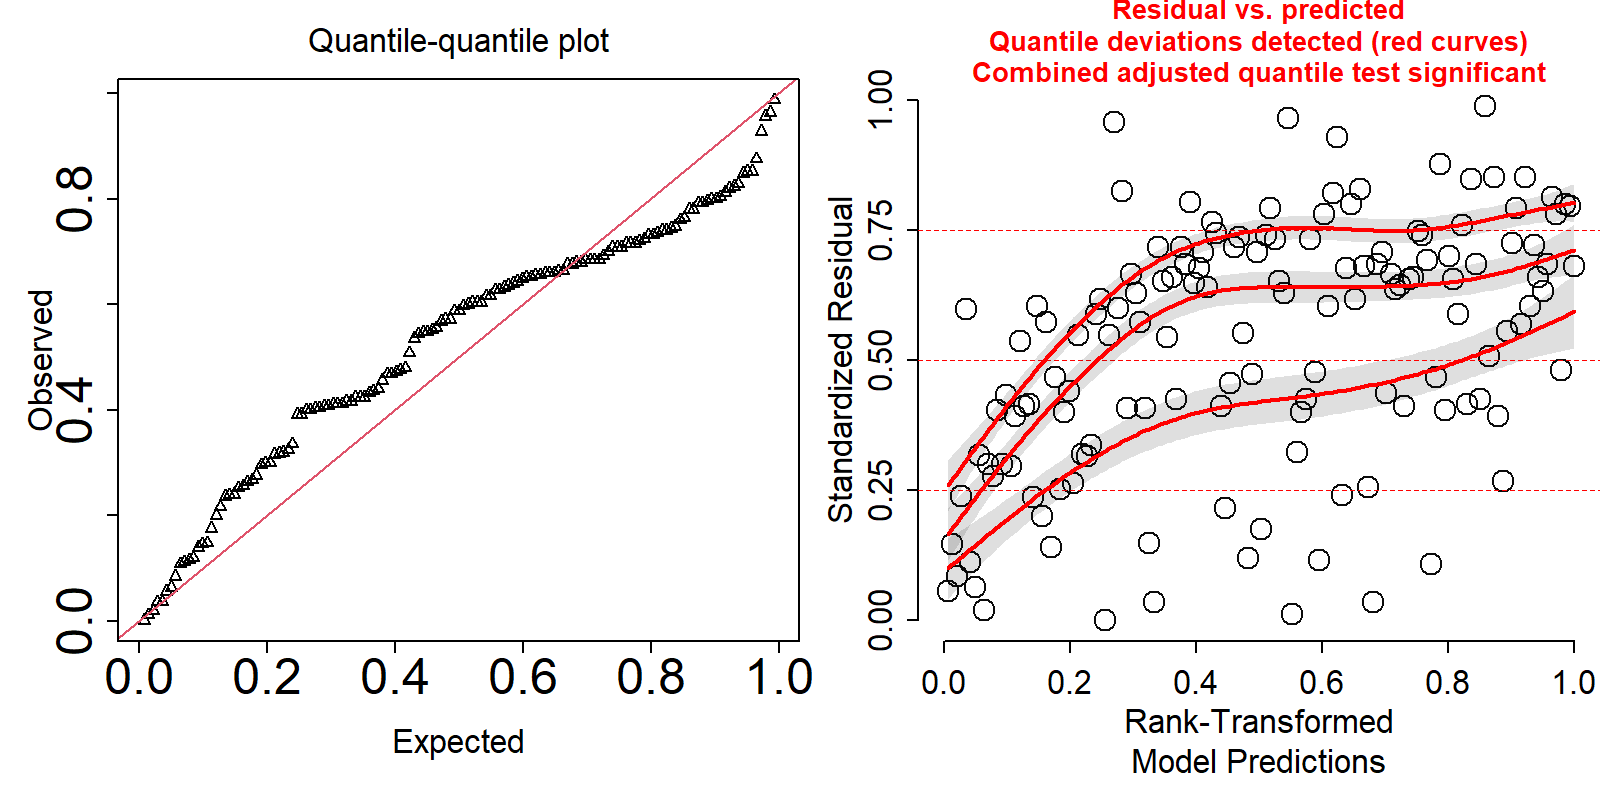 Quantile-quantile plot
Observed
0.0 0.4 0.8
0.0 0.2 0.4 0.6 0.8 1.0
Expected
Residual vs. predicted
Quantile deviations detected (red curves)
Combined adjusted quantile test significant
Standardized Residual
0.00 0.25 0.50 0.75 1.00
0.0 0.2 0.4 0.6 0.8 1.0
Rank-Transformed
Model Predictions